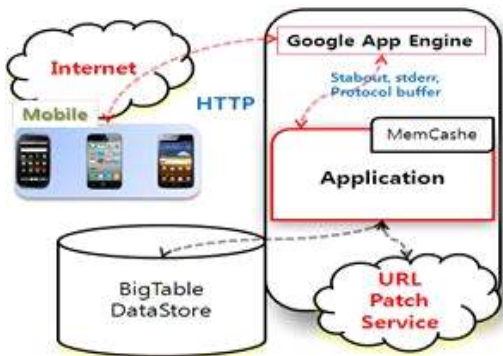 Internet
Google App Engine
Stabout, stderr,
Protocol buffer
HTTP
Mobile
MemCashe
Application
BigTable
DataStore
URL
Patch
Service